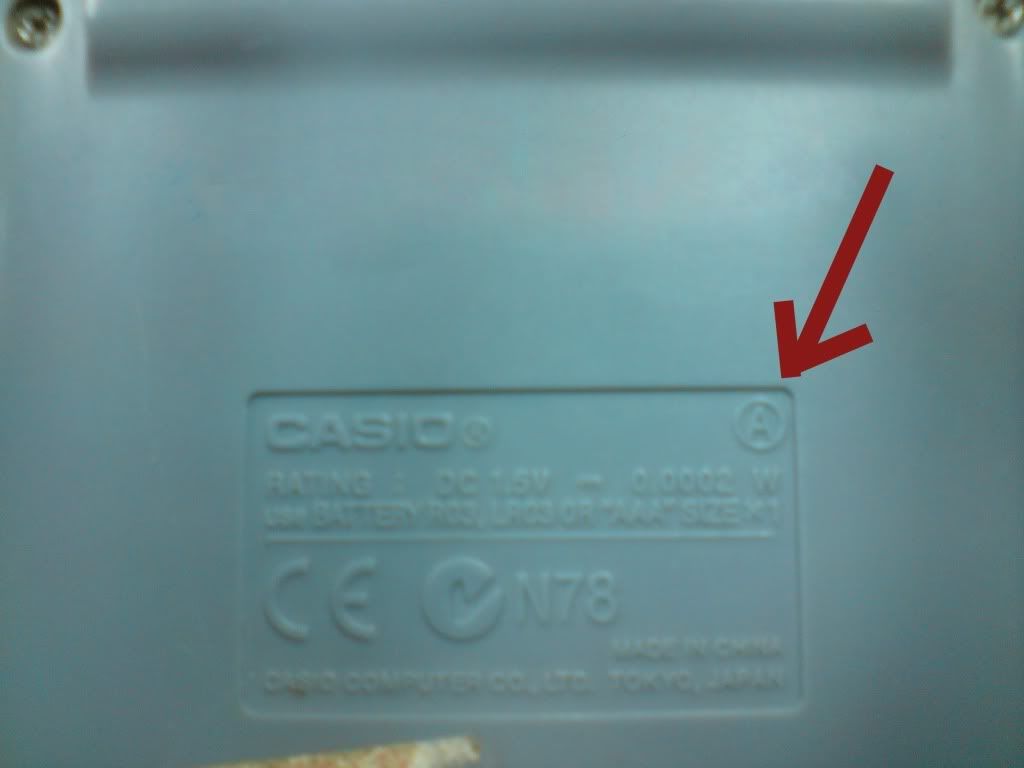 CASIO® Ⓐ
RATING : DC 1.5V ⎓ 0.0002 W
USE BATTERY R03, LR03 OR "AAA" SIZE X1
CE N78
MADE IN CHINA
CASIO COMPUTER CO., LTD. TOKYO, JAPAN